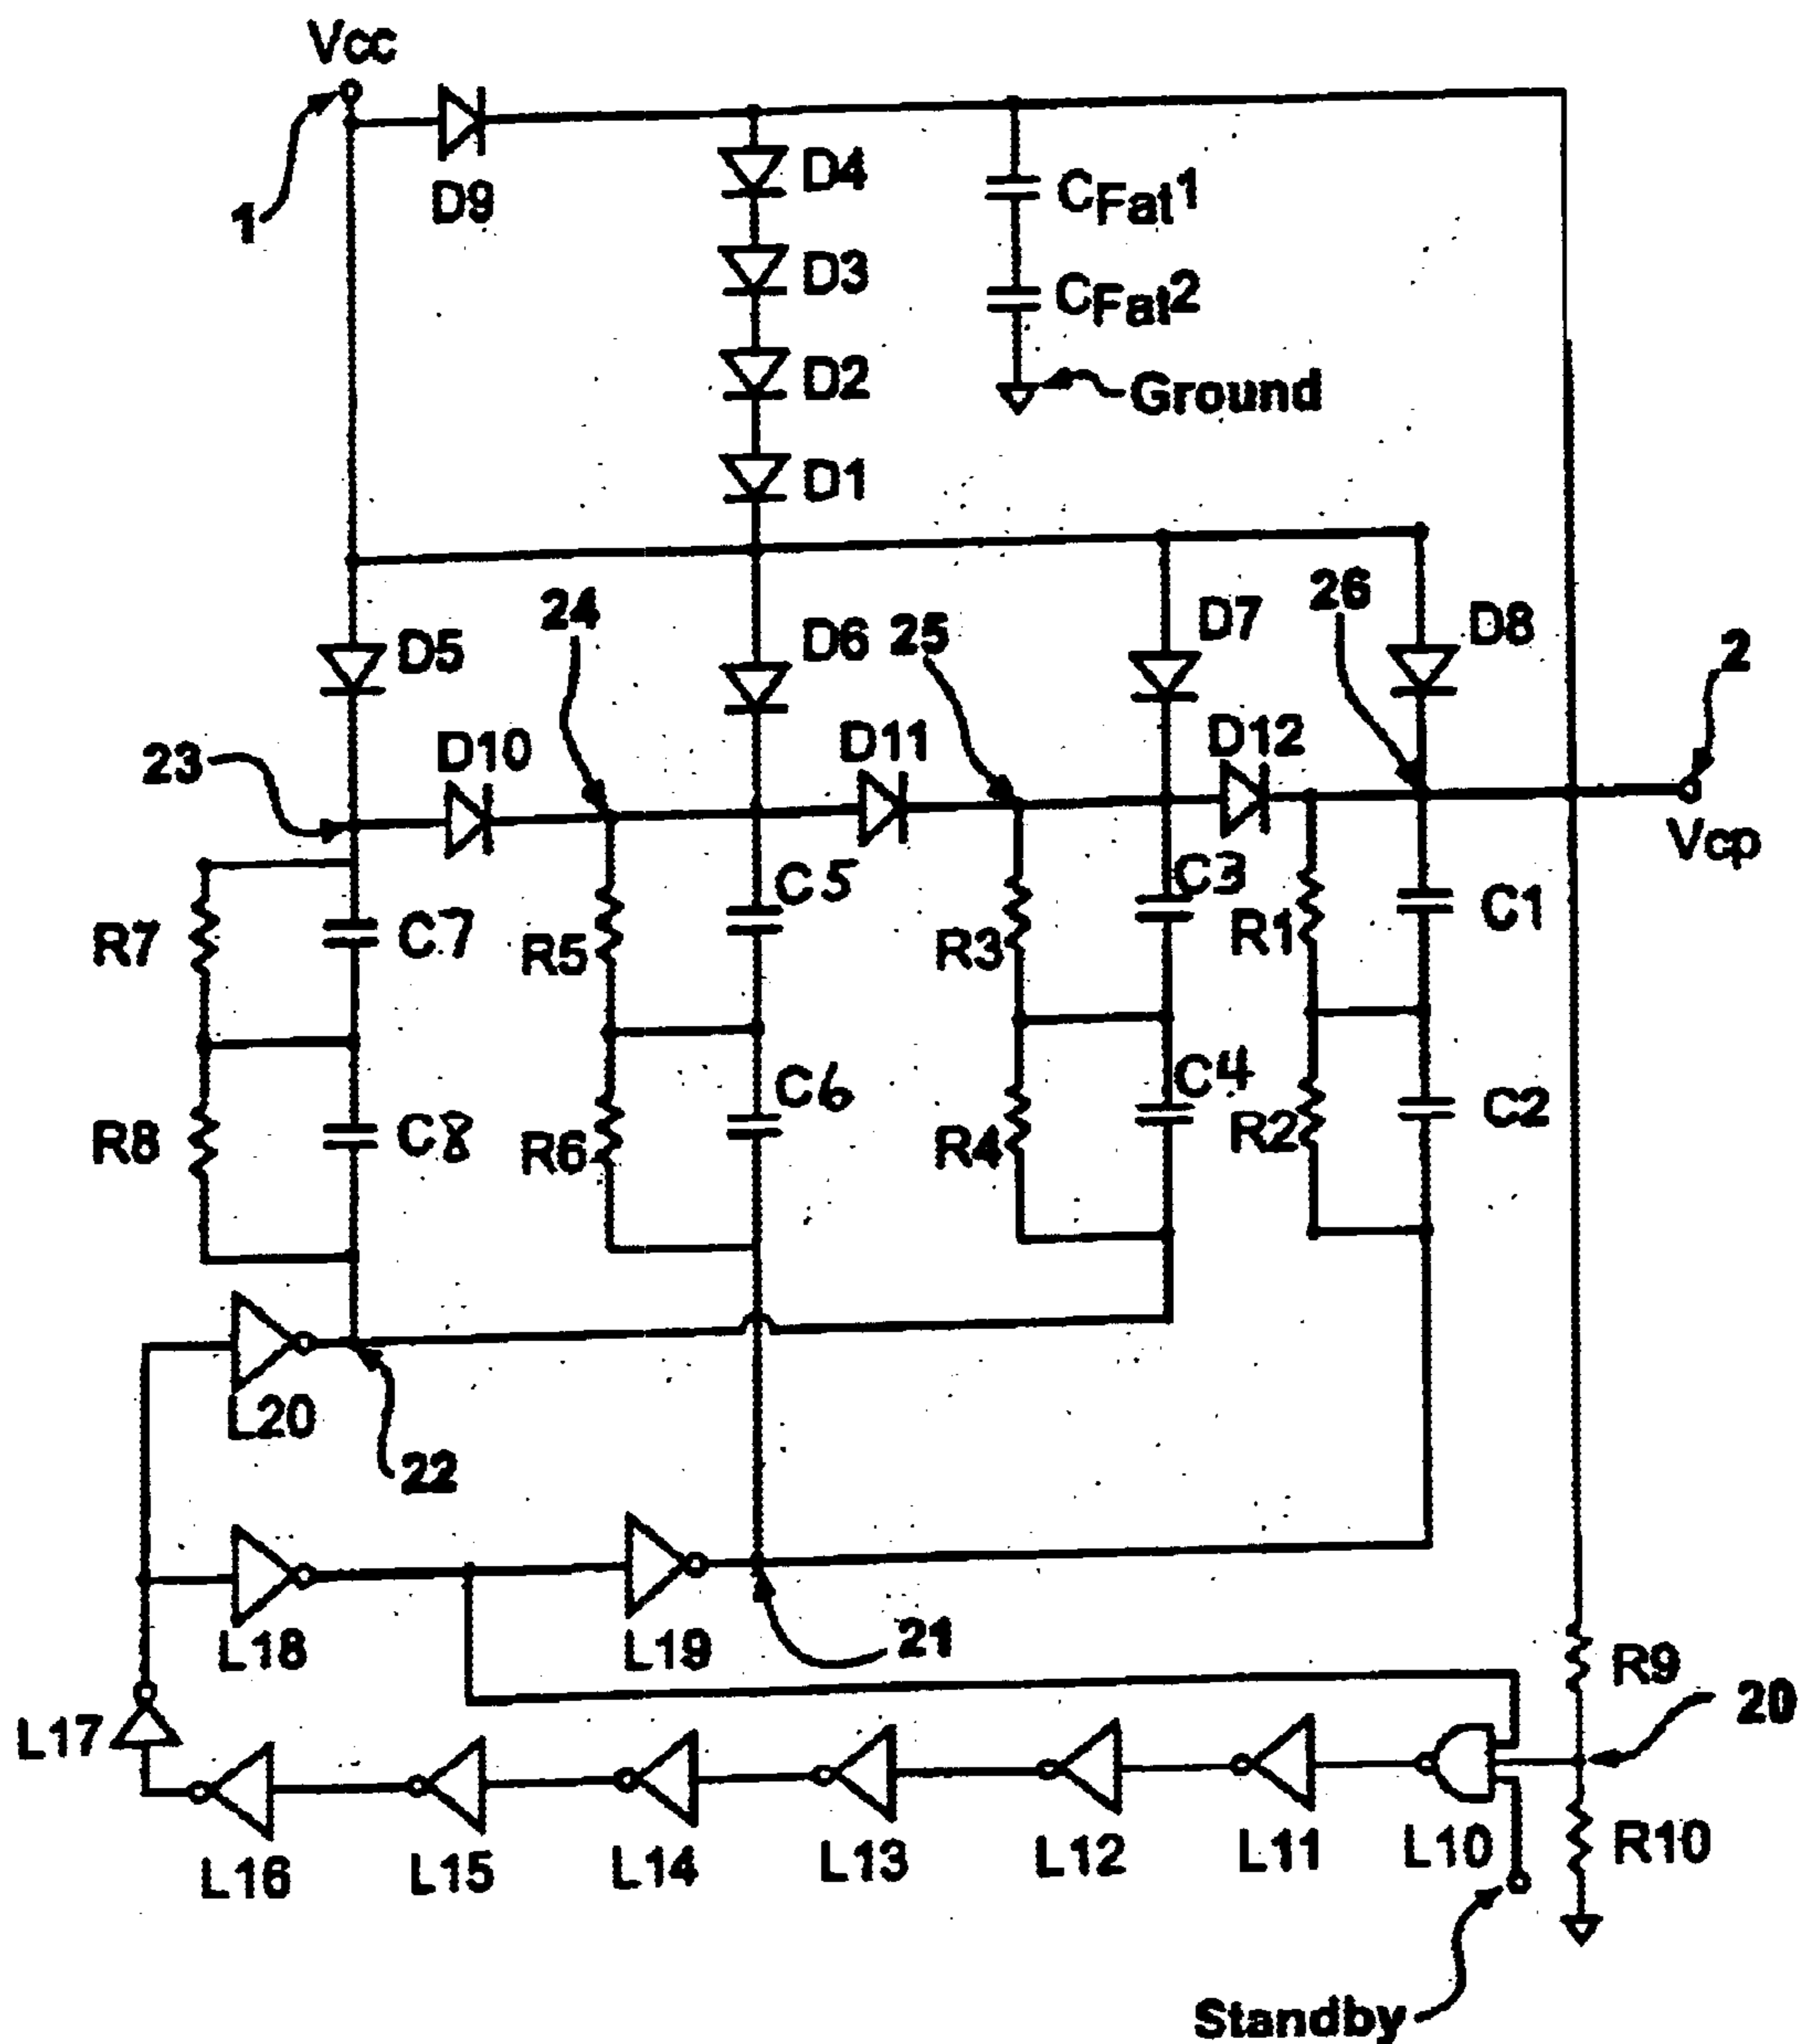 Vcc
1
D9
D4
CFat1
D3
CFat2
D2
Ground
D1
24
26
D5
D6
25
D7
D8
2
23
D10
D11
D12
Vcp
R7
C7
R5
C5
R3
C3
R1
C1
R8
C8
R6
C6
R4
C4
R2
C2
L20
22
L18
L19
21
R9
20
L17
L16
L15
L14
L13
L12
L11
L10
R10
Standby